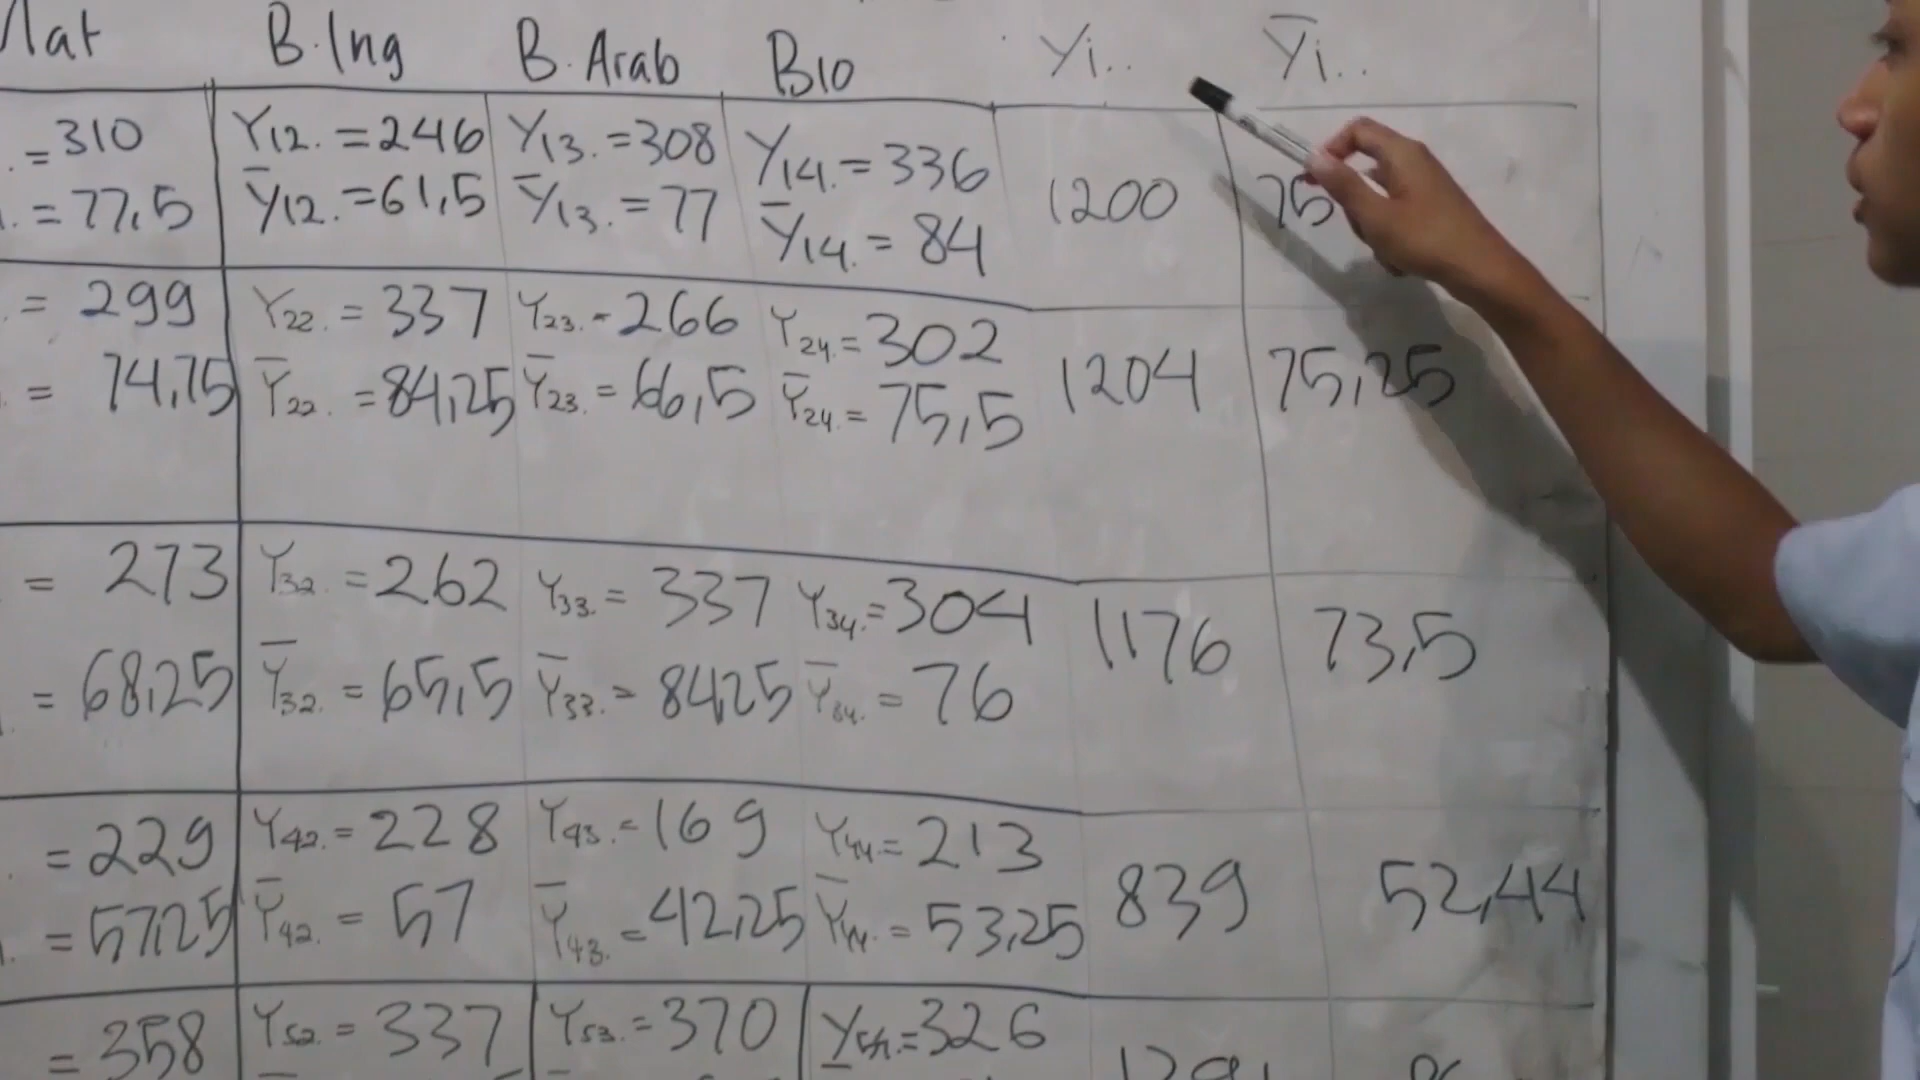 Mat B.Ing B.Arab Bio Yi.. Ȳi..
. = 310 Y12. = 246 Y13. = 308 Y14. = 336
. = 77,5 Ȳ12. = 61,5 Ȳ13. = 77 Ȳ14. = 84 1200 75
. = 299 Y22. = 337 Y23. - 266 Y24. = 302
. = 74,75 Ȳ22. = 84,25 Ȳ23. = 66,5 Ȳ24. = 75,5 1204 75,25
= 273 Y32. = 262 Y33. = 337 Y34. = 304 1176 73,5
. = 68,25 Ȳ32. = 65,5 Ȳ33. = 84,25 Ȳ34. = 76
. = 229 Y42. = 228 Y43. = 169 Y44. = 213
. = 57,25 Ȳ42. = 57 Ȳ43. = 42,25 Ȳ44. = 53,25 839 52,44
= 358 Y52. = 337 Y53. = 370 Y54. = 326